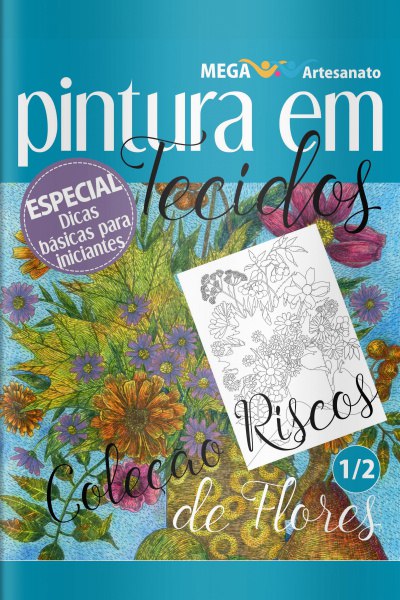 MEGA Artesanato
pintura em
Tecidos
ESPECIAL
Dicas
básicas para
iniciantes
Riscos
Coleção
1/2
de Flores